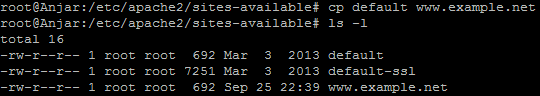 root@Anjar:/etc/apache2/sites-available# cp default www.example.net
root@Anjar:/etc/apache2/sites-available# ls -l
total 16
-rw-r--r-- 1 root root  692 Mar  3  2013 default
-rw-r--r-- 1 root root 7251 Mar  3  2013 default-ssl
-rw-r--r-- 1 root root  692 Sep 25 22:39 www.example.net